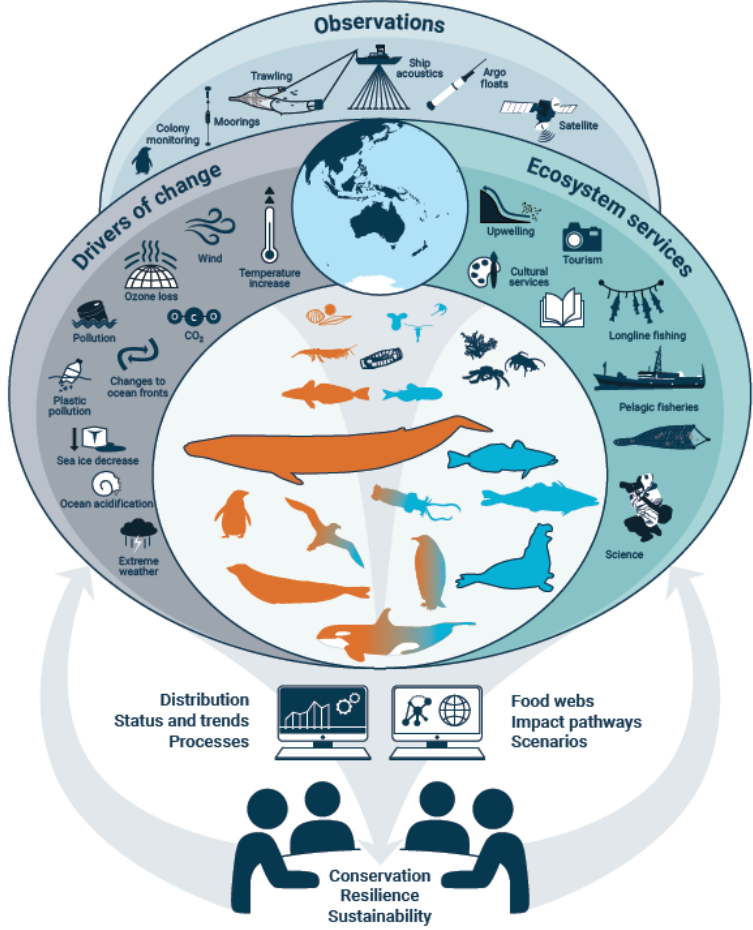 Observations
Trawling
Ship
acoustics
Argo
floats
Moorings
Colony
monitoring
Satellite
Drivers of change
Wind
Temperature
increase
Ozone loss
Pollution
O C O
CO₂
Changes to
ocean fronts
Plastic
pollution
Sea ice decrease
Ocean acidification
Extreme
weather
Ecosystem services
Upwelling
Tourism
Cultural
services
Longline fishing
Pelagic fisheries
Science
Distribution
Status and trends
Processes
Food webs
Impact pathways
Scenarios
Conservation
Resilience
Sustainability